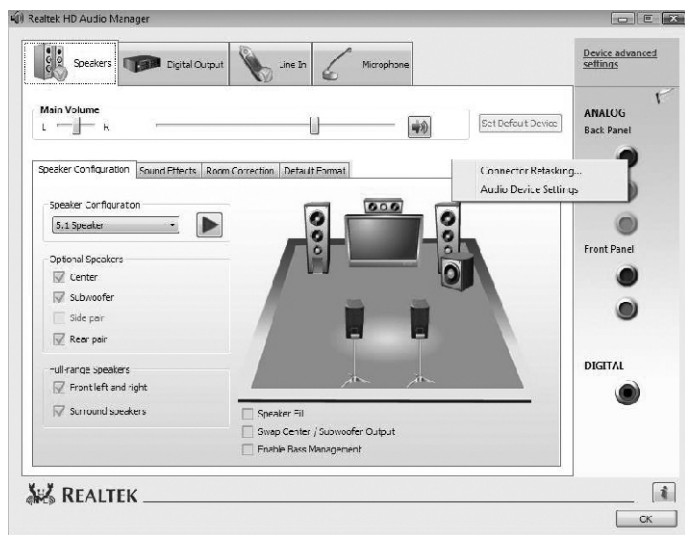 Realtek HD Audio Manager
Speakers
Digital Output
Line In
Microphone
Device advanced
settings
Main Volume
L
R
Set Default Device
ANALOG
Back Panel
Connector Retasking...
Audio Device Settings
Speaker Configuration
Sound Effects
Room Correction
Default Format
Speaker Configuration
5.1 Speaker
Optional Speakers
Center
Subwoofer
Side pair
Rear pair
Full-range Speakers
Front left and right
Surround speakers
Speaker Fill
Swap Center / Subwoofer Output
Enable Bass Management
Front Panel
DIGITAL
REALTEK
i
OK